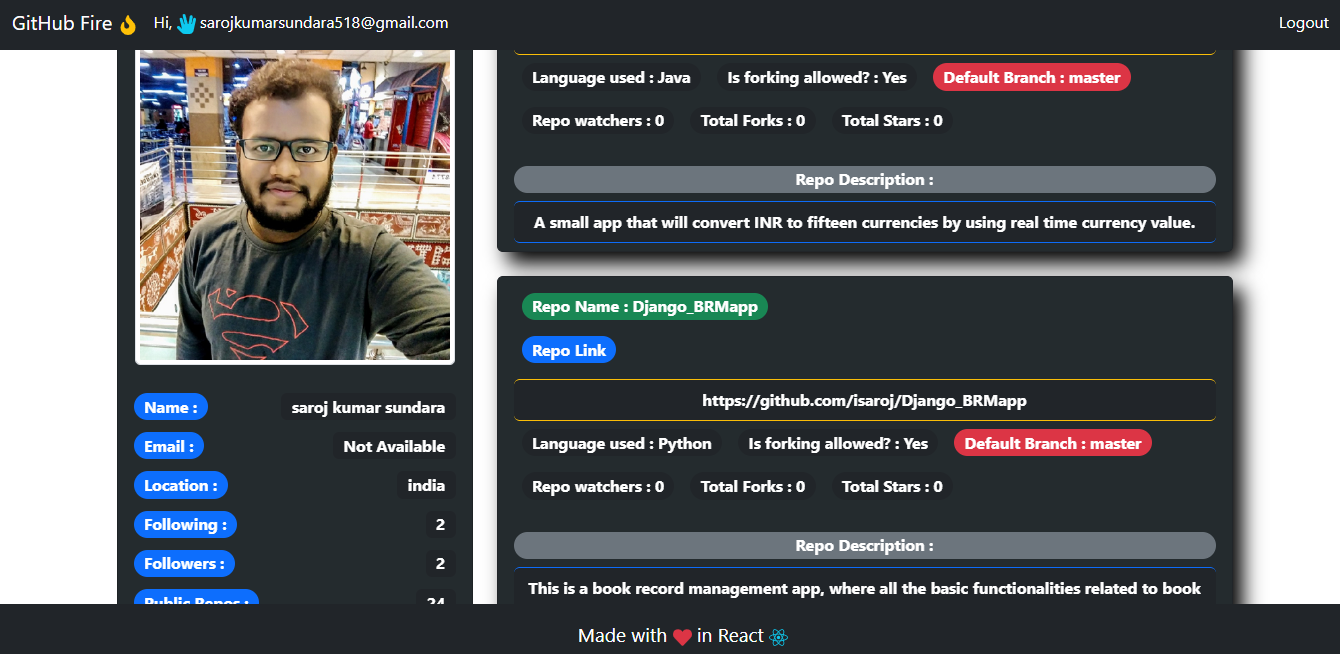 GitHub Fire
Hi, sarojkumarsundara518@gmail.com
Logout
Name :
saroj kumar sundara
Email :
Not Available
Location :
india
Following :
2
Followers :
2
Public Repos :
24
Language used : Java
Is forking allowed? : Yes
Default Branch : master
Repo watchers : 0
Total Forks : 0
Total Stars : 0
Repo Description :
A small app that will convert INR to fifteen currencies by using real time currency value.
Repo Name : Django_BRMapp
Repo Link
https://github.com/isaroj/Django_BRMapp
Language used : Python
Is forking allowed? : Yes
Default Branch : master
Repo watchers : 0
Total Forks : 0
Total Stars : 0
Repo Description :
This is a book record management app, where all the basic functionalities related to book
Made with in React